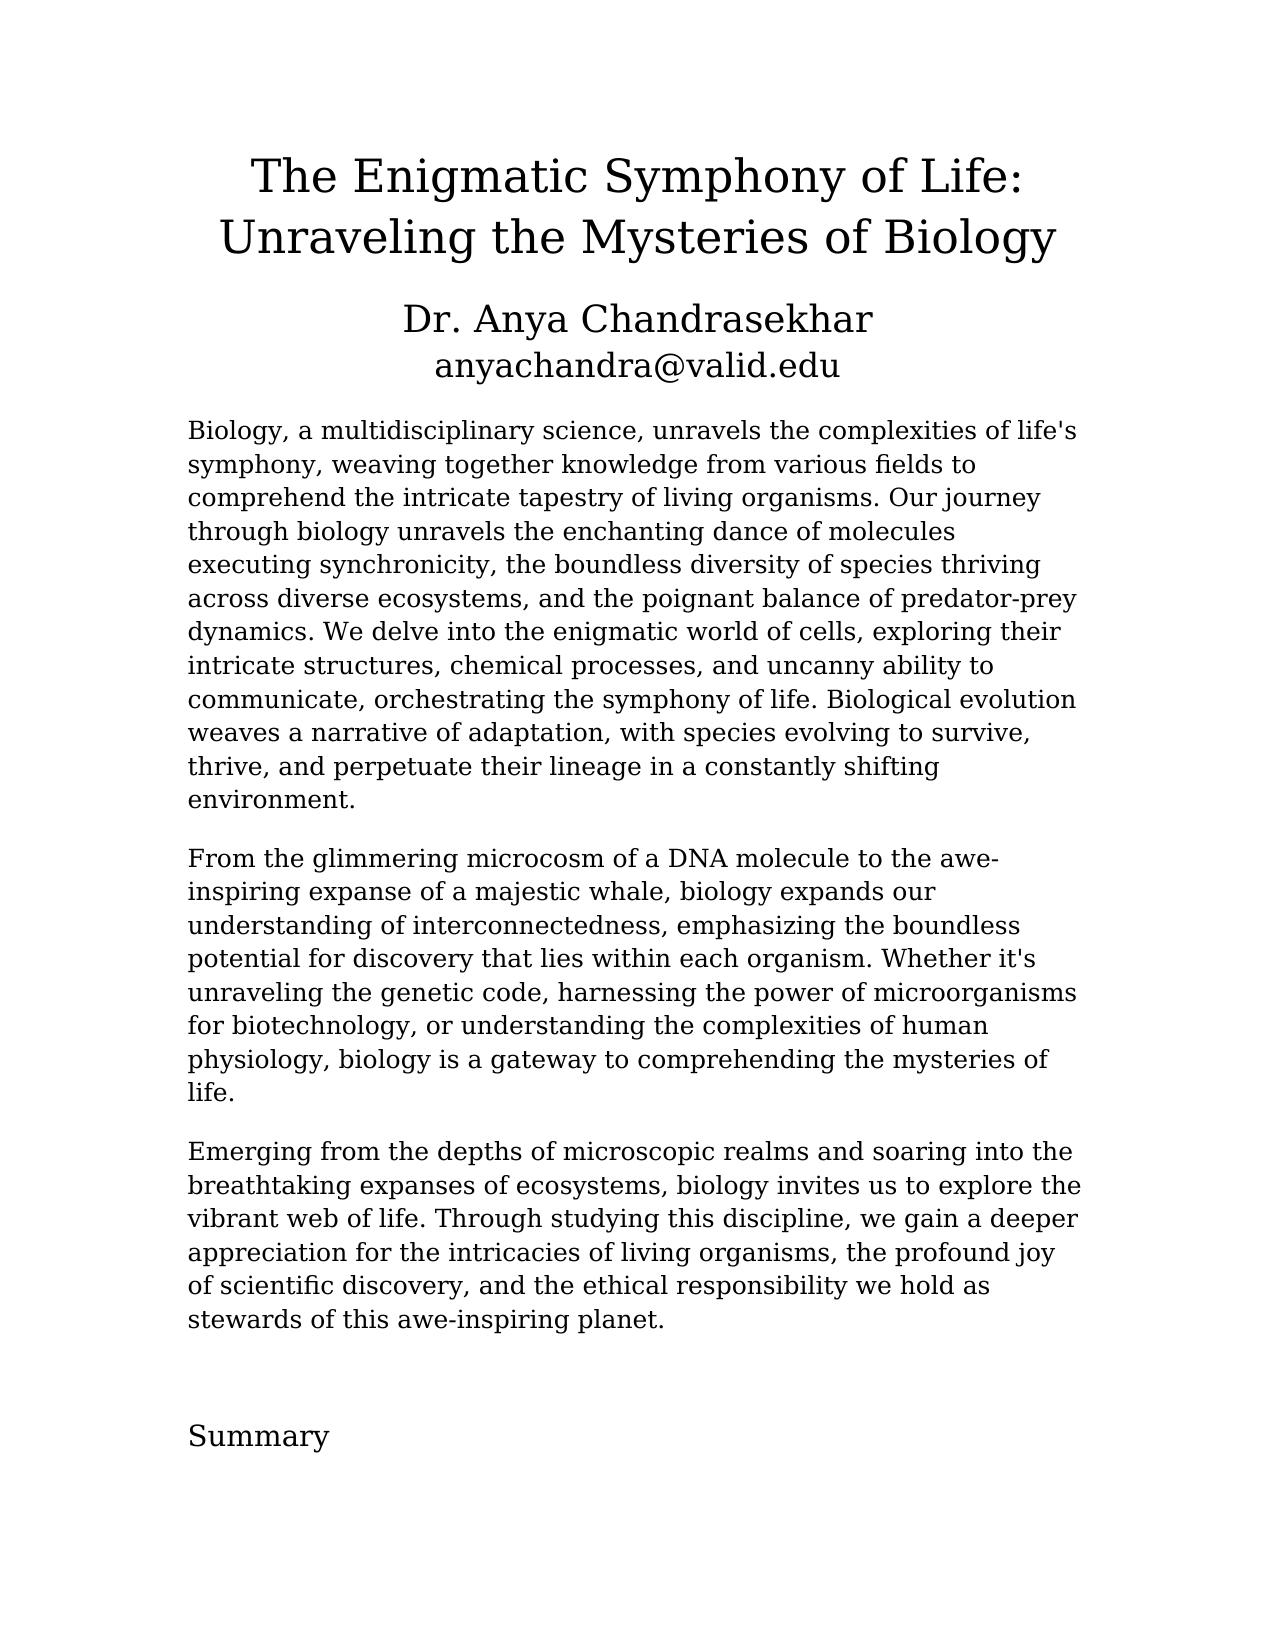 The Enigmatic Symphony of Life:
Unraveling the Mysteries of Biology
Dr. Anya Chandrasekhar
anyachandra@valid.edu
Biology, a multidisciplinary science, unravels the complexities of life's
symphony, weaving together knowledge from various fields to
comprehend the intricate tapestry of living organisms. Our journey
through biology unravels the enchanting dance of molecules
executing synchronicity, the boundless diversity of species thriving
across diverse ecosystems, and the poignant balance of predator-prey
dynamics. We delve into the enigmatic world of cells, exploring their
intricate structures, chemical processes, and uncanny ability to
communicate, orchestrating the symphony of life. Biological evolution
weaves a narrative of adaptation, with species evolving to survive,
thrive, and perpetuate their lineage in a constantly shifting
environment.
From the glimmering microcosm of a DNA molecule to the awe-
inspiring expanse of a majestic whale, biology expands our
understanding of interconnectedness, emphasizing the boundless
potential for discovery that lies within each organism. Whether it's
unraveling the genetic code, harnessing the power of microorganisms
for biotechnology, or understanding the complexities of human
physiology, biology is a gateway to comprehending the mysteries of
life.
Emerging from the depths of microscopic realms and soaring into the
breathtaking expanses of ecosystems, biology invites us to explore the
vibrant web of life. Through studying this discipline, we gain a deeper
appreciation for the intricacies of living organisms, the profound joy
of scientific discovery, and the ethical responsibility we hold as
stewards of this awe-inspiring planet.
Summary